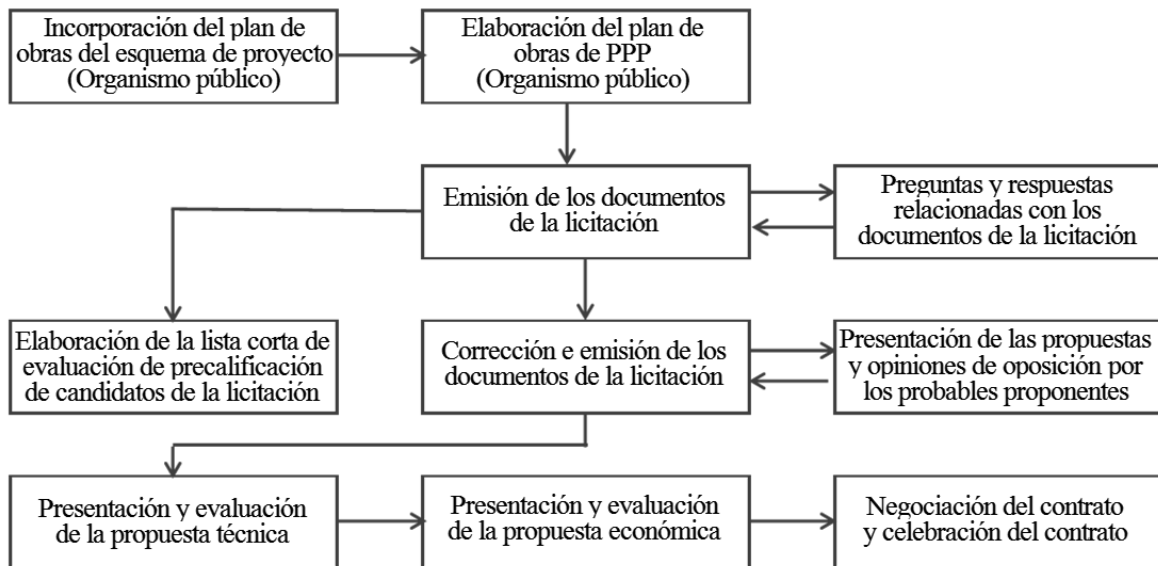 Incorporación del plan de
obras del esquema de proyecto
(Organismo público)
Elaboración del plan de
obras de PPP
(Organismo público)
Emisión de los documentos
de la licitación
Preguntas y respuestas
relacionadas con los
documentos de la licitación
Elaboración de la lista corta de
evaluación de precalificación
de candidatos de la licitación
Corrección e emisión de los
documentos de la licitación
Presentación de las propuestas
y opiniones de oposición por
los probables proponentes
Presentación y evaluación
de la propuesta técnica
Presentación y evaluación
de la propuesta económica
Negociación del contrato
y celebración del contrato